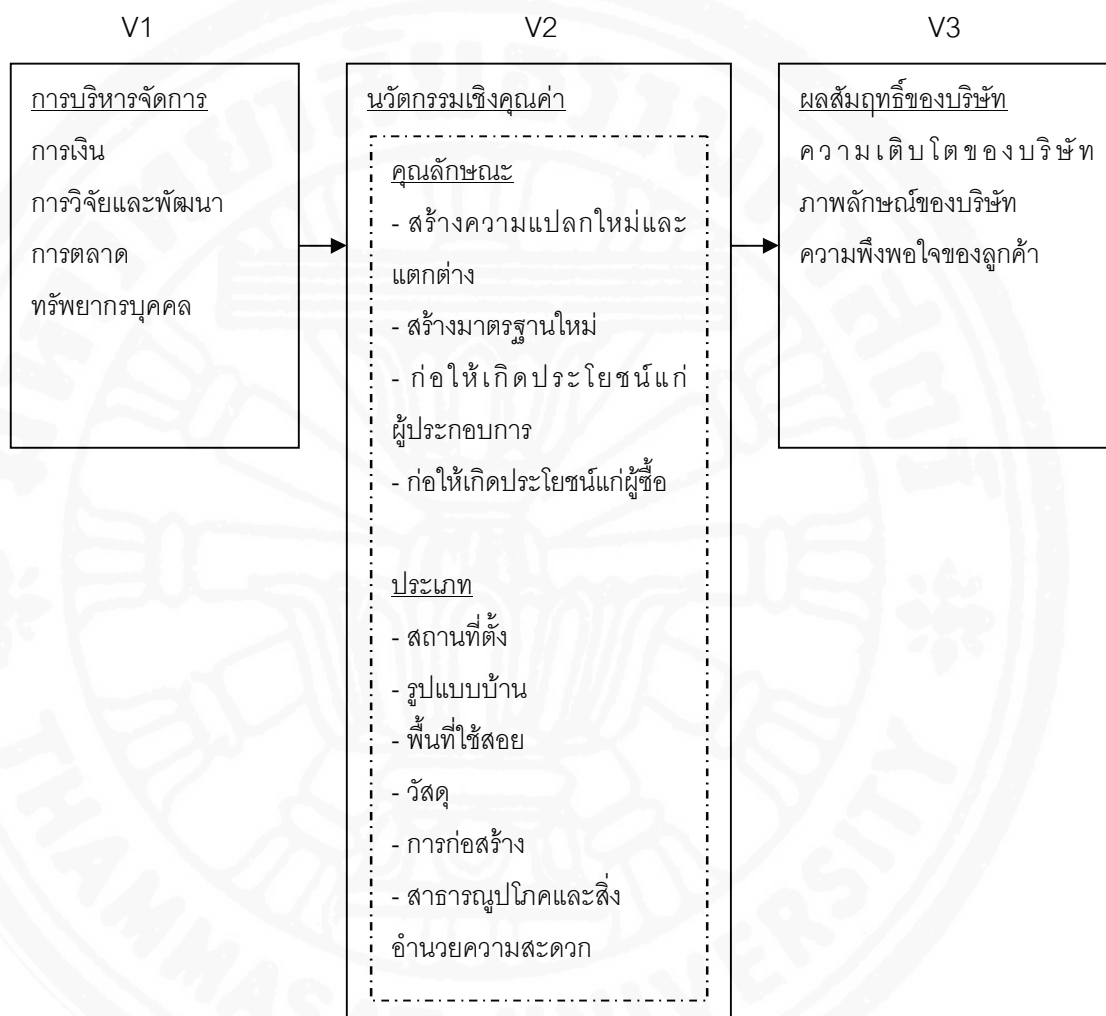 V1
V2
V3
การบริหารจัดการ
การเงิน
การวิจัยและพัฒนา
การตลาด
ทรัพยากรบุคคล
นวัตกรรมเชิงคุณค่า
คุณลักษณะ
- สร้างความแปลกใหม่และ
แตกต่าง
- สร้างมาตรฐานใหม่
- ก่อให้เกิดประโยชน์แก่
ผู้ประกอบการ
- ก่อให้เกิดประโยชน์แก่ผู้ซื้อ
ประเภท
- สถานที่ตั้ง
- รูปแบบบ้าน
- พื้นที่ใช้สอย
- วัสดุ
- การก่อสร้าง
- สาธารณูปโภคและสิ่ง
อำนวยความสะดวก
ผลสัมฤทธิ์ของบริษัท
ความเติบโตของบริษัท
ภาพลักษณ์ของบริษัท
ความพึงพอใจของลูกค้า
THAMMASAT UNIVERSITY